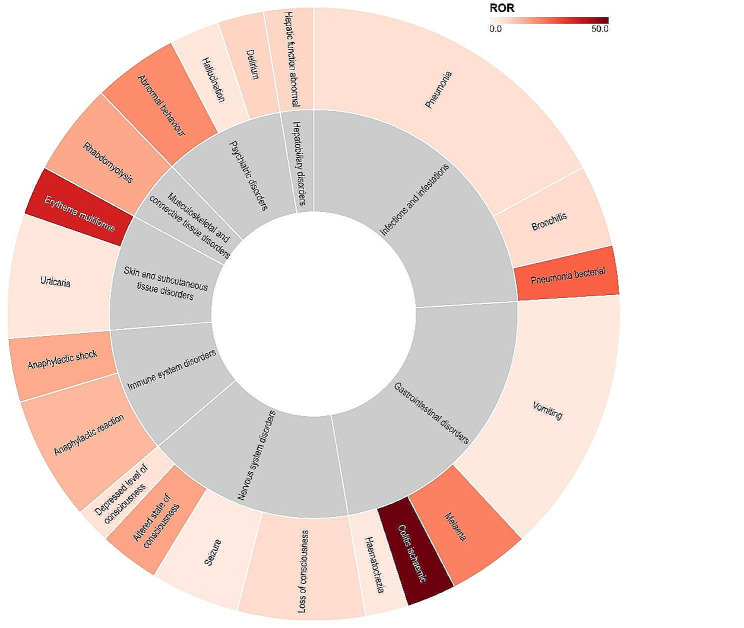 ROR
0.0
50.0
Pneumonia
Bronchitis
Pneumonia bacterial
Vomiting
Melaena
Colitis ischaemic
Haematochezia
Loss of consciousness
Seizure
Altered state of
consciousness
Depressed level of
consciousness
Anaphylactic reaction
Anaphylactic shock
Urticaria
Erythema multiforme
Rhabdomyolysis
Abnormal behaviour
Hallucination
Delirium
Hepatic function abnormal
Infections and infestations
Gastrointestinal disorders
Nervous system disorders
Immune system disorders
Skin and subcutaneous
tissue disorders
Musculoskeletal and
connective tissue disorders
Psychiatric disorders
Hepatobiliary disorders